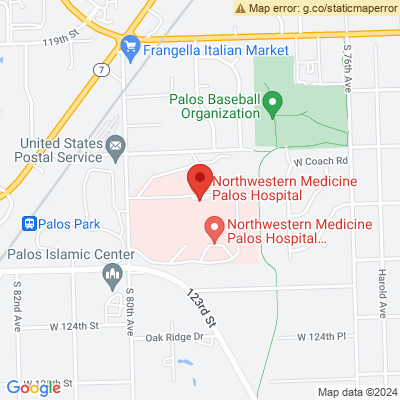 Map error: g.co/staticmaperror
119th St
Frangella Italian Market
7
S 76th Ave
Palos Baseball
Organization
United States
Postal Service
W Coach Rd
Northwestern Medicine
Palos Hospital
Palos Park
Northwestern Medicine
Palos Hospital...
Palos Islamic Center
S 82nd Ave
S 80th Ave
123rd St
Harold Ave
W 124th St
Oak Ridge Dr
W 124th Pl
Google
W 125th St
Map data ©2024